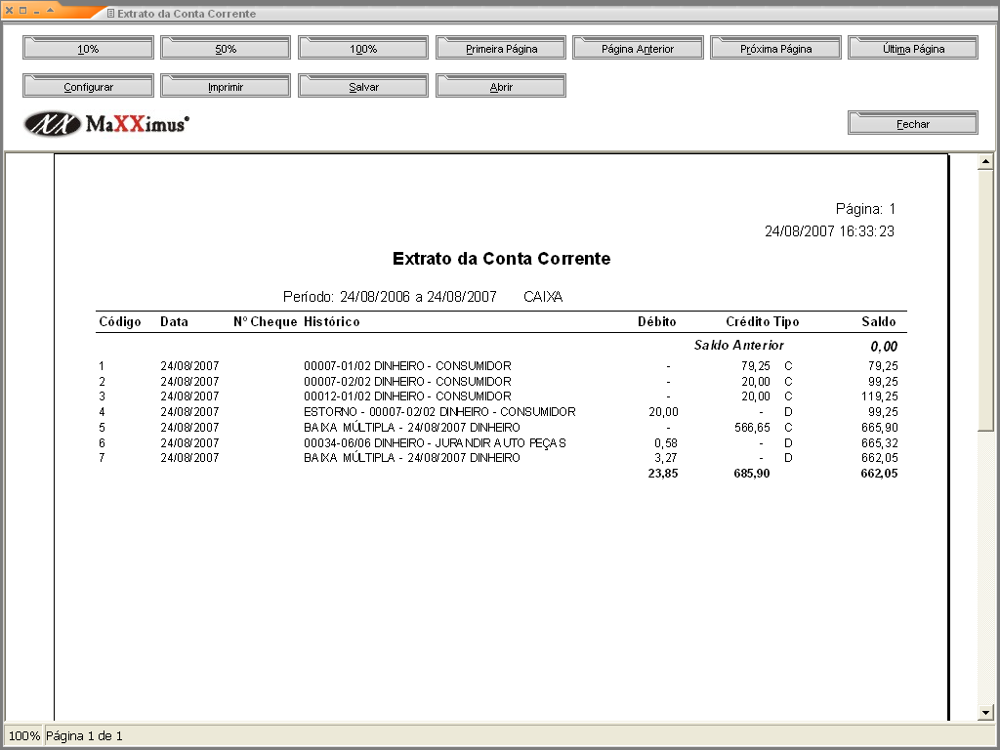 Extrato da Conta Corrente
10% 50% 100% Primeira Página Página Anterior Próxima Página Última Página
Configurar Imprimir Salvar Abrir
XX MaXXimus Fechar
Página: 1
24/08/2007 16:33:23
Extrato da Conta Corrente
Período: 24/08/2006 a 24/08/2007 CAIXA
Código Data Nº Cheque Histórico Débito Crédito Tipo Saldo
Saldo Anterior 0,00
1 24/08/2007 00007-01/02 DINHEIRO - CONSUMIDOR - 79,25 C 79,25
2 24/08/2007 00007-02/02 DINHEIRO - CONSUMIDOR - 20,00 C 99,25
3 24/08/2007 00012-01/02 DINHEIRO - CONSUMIDOR - 20,00 C 119,25
4 24/08/2007 ESTORNO - 00007-02/02 DINHEIRO - CONSUMIDOR 20,00 - D 99,25
5 24/08/2007 BAIXA MÚLTIPLA - 24/08/2007 DINHEIRO - 566,65 C 665,90
6 24/08/2007 00034-06/06 DINHEIRO - JURANDIR AUTO PEÇAS 0,58 - D 665,32
7 24/08/2007 BAIXA MÚLTIPLA - 24/08/2007 DINHEIRO 3,27 - D 662,05
23,85 685,90 662,05
100% Página 1 de 1